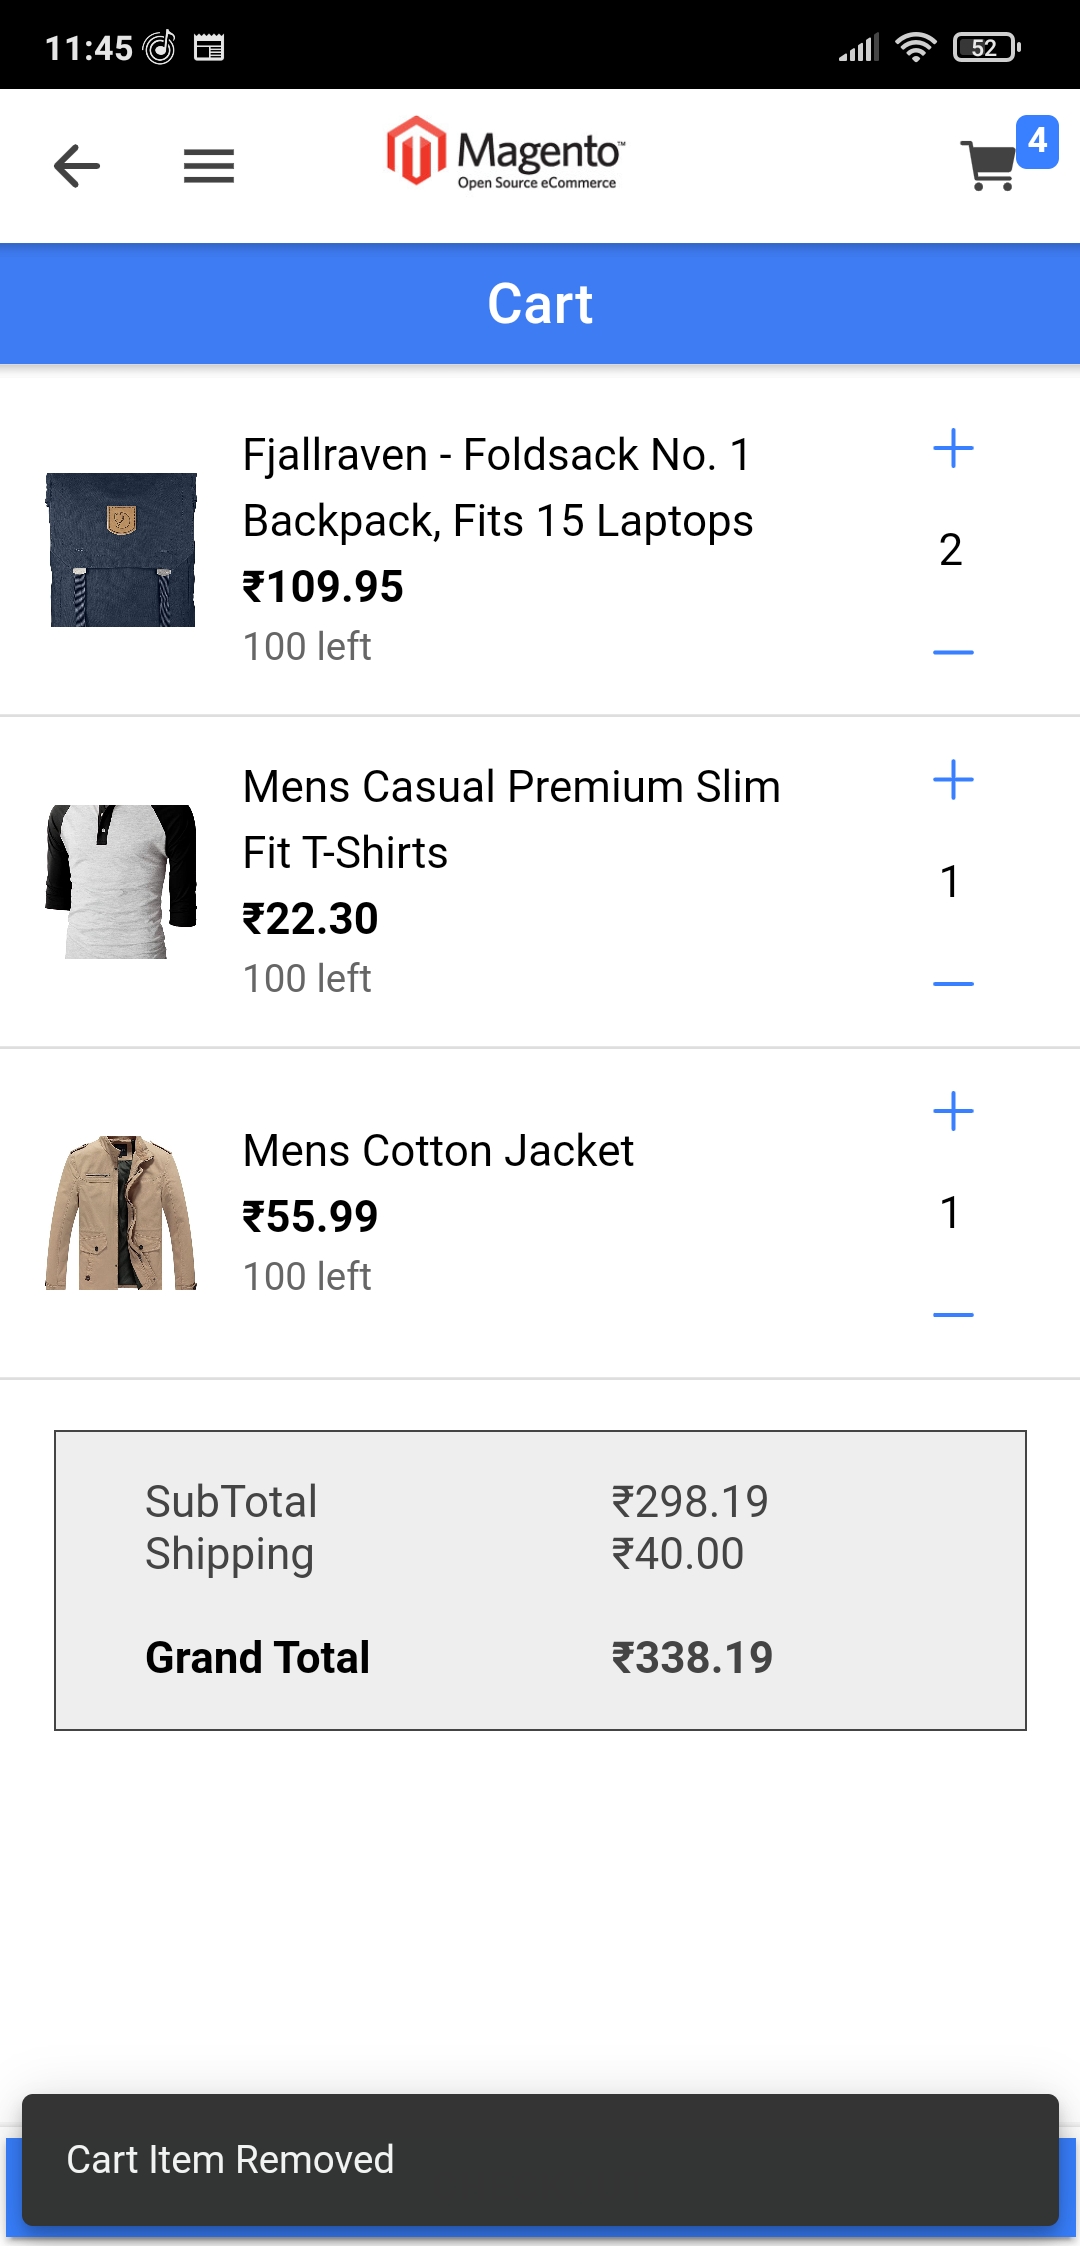 11:45
52
Magento™
Open Source eCommerce
4
Cart
Fjallraven - Foldsack No. 1
Backpack, Fits 15 Laptops
₹109.95
100 left
2
Mens Casual Premium Slim
Fit T-Shirts
₹22.30
100 left
1
Mens Cotton Jacket
₹55.99
100 left
1
SubTotal ₹298.19
Shipping ₹40.00
Grand Total ₹338.19
Cart Item Removed